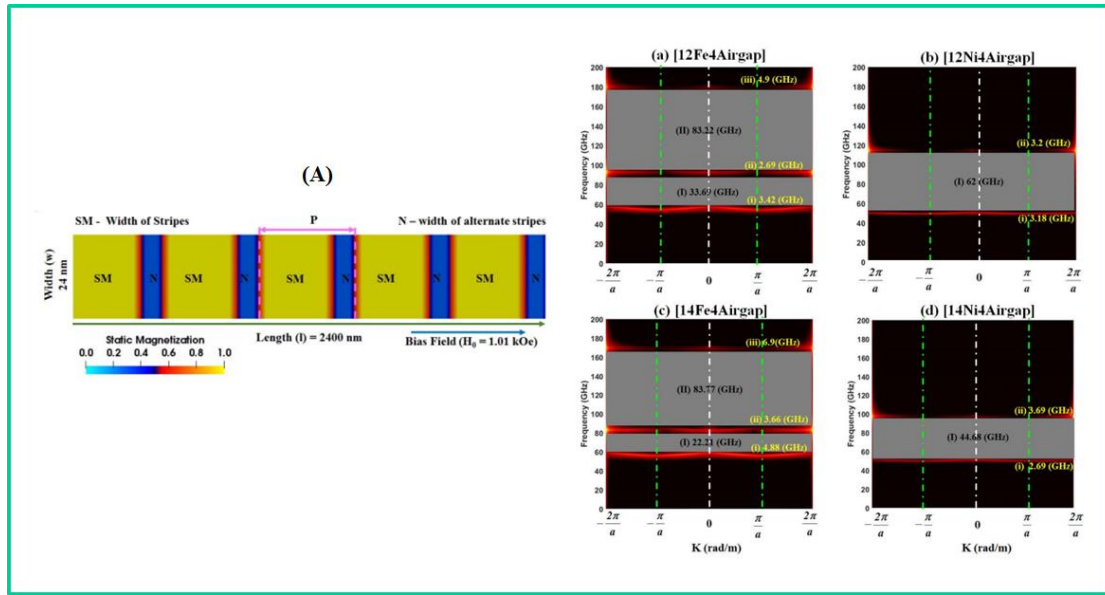 (A)
SM - Width of Stripes
P
N – width of alternate stripes
Width (w)
24 nm
SM N SM N SM N SM N SM N
Length (l) = 2400 nm
Bias Field (H₀ = 1.01 kOe)
Static Magnetization
0.0 0.2 0.4 0.6 0.8 1.0
(a) [12Fe4Airgap]
Frequency (GHz)
200
180
160
140
120
100
80
60
40
20
0
(iii) 4.9 (GHz)
(II) 83.22 (GHz)
(ii) 2.69 (GHz)
(I) 33.69 (GHz)
(i) 3.42 (GHz)
−2π/a −π/a 0 π/a 2π/a
(b) [12Ni4Airgap]
Frequency (GHz)
200
180
160
140
120
100
80
60
40
20
0
(ii) 3.2 (GHz)
(I) 62 (GHz)
(i) 3.18 (GHz)
−2π/a −π/a 0 π/a 2π/a
(c) [14Fe4Airgap]
Frequency (GHz)
200
180
160
140
120
100
80
60
40
20
0
(iii) 6.9(GHz)
(II) 83.77 (GHz)
(ii) 3.66 (GHz)
(I) 22.21 (GHz)
(i) 4.88 (GHz)
−2π/a −π/a 0 π/a 2π/a
K (rad/m)
(d) [14Ni4Airgap]
Frequency (GHz)
200
180
160
140
120
100
80
60
40
20
0
(ii) 3.69 (GHz)
(I) 44.68 (GHz)
(i) 2.69 (GHz)
−2π/a −π/a 0 π/a 2π/a
K (rad/m)